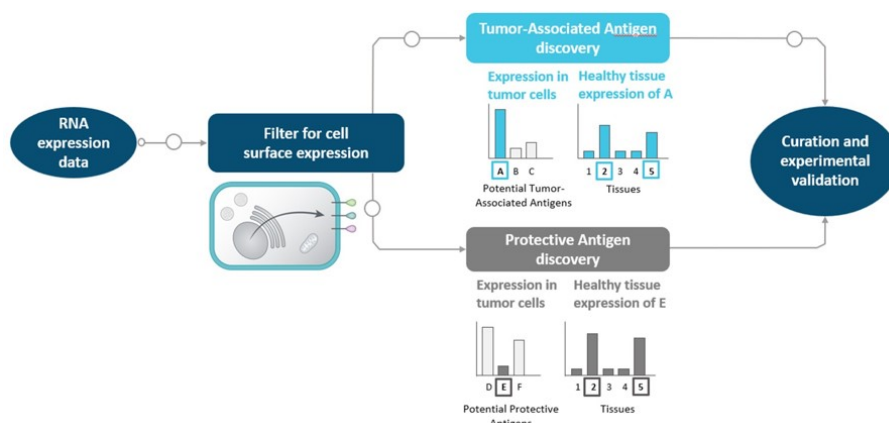 RNA
expression
data
Filter for cell
surface expression
Tumor-Associated Antigen
discovery
Expression in
tumor cells
Healthy tissue
expression of A
A B C
1 2 3 4 5
Potential Tumor-
Associated Antigens
Tissues
Curation and
experimental
validation
Protective Antigen
discovery
Expression in
tumor cells
Healthy tissue
expression of E
D E F
1 2 3 4 5
Potential Protective
Antigens
Tissues